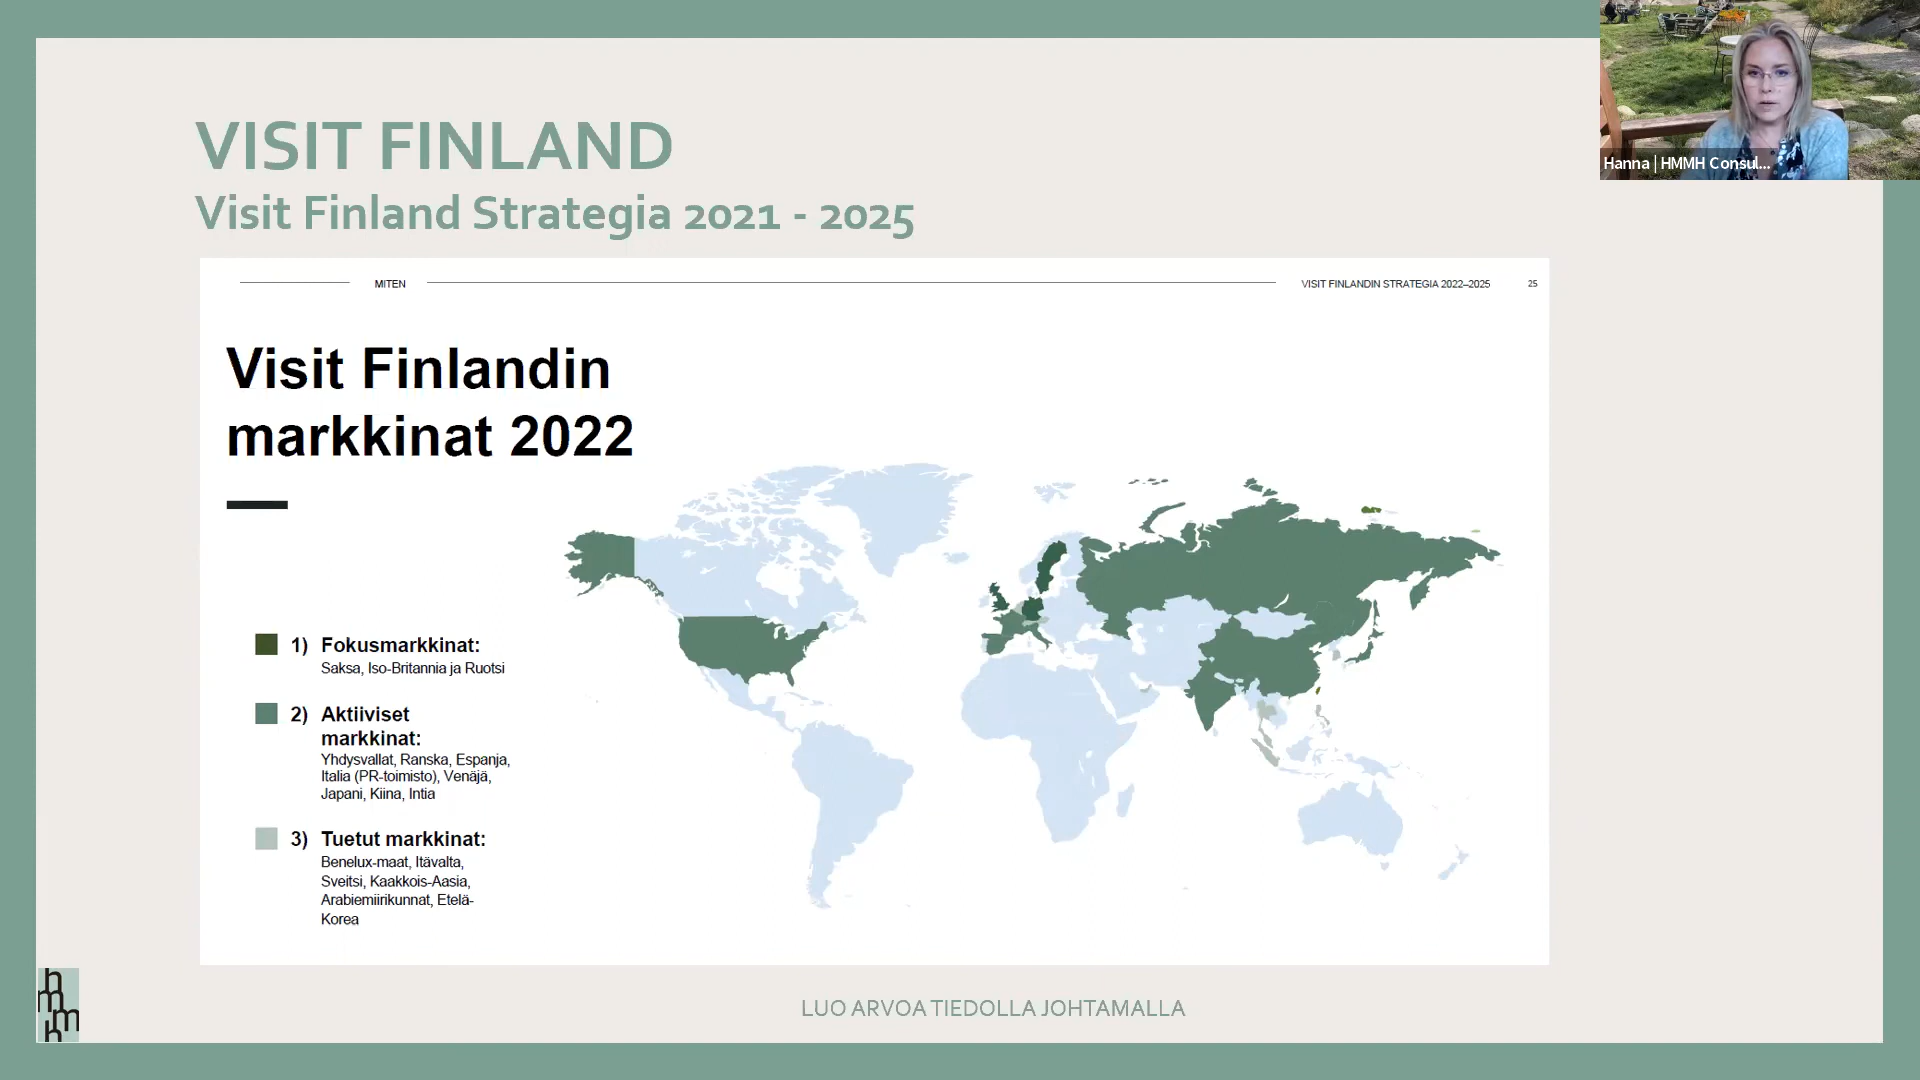 VISIT FINLAND
Visit Finland Strategia 2021 - 2025
Hanna | HMMH Consul...
MITEN
VISIT FINLANDIN STRATEGIA 2022–2025
25
Visit Finlandin
markkinat 2022
1) Fokusmarkkinat:
Saksa, Iso-Britannia ja Ruotsi
2) Aktiiviset
markkinat:
Yhdysvallat, Ranska, Espanja,
Italia (PR-toimisto), Venäjä,
Japani, Kiina, Intia
3) Tuetut markkinat:
Benelux-maat, Itävalta,
Sveitsi, Kaakkois-Aasia,
Arabiemiirikunnat, Etelä-
Korea
h
m
m
h
LUO ARVOA TIEDOLLA JOHTAMALLA